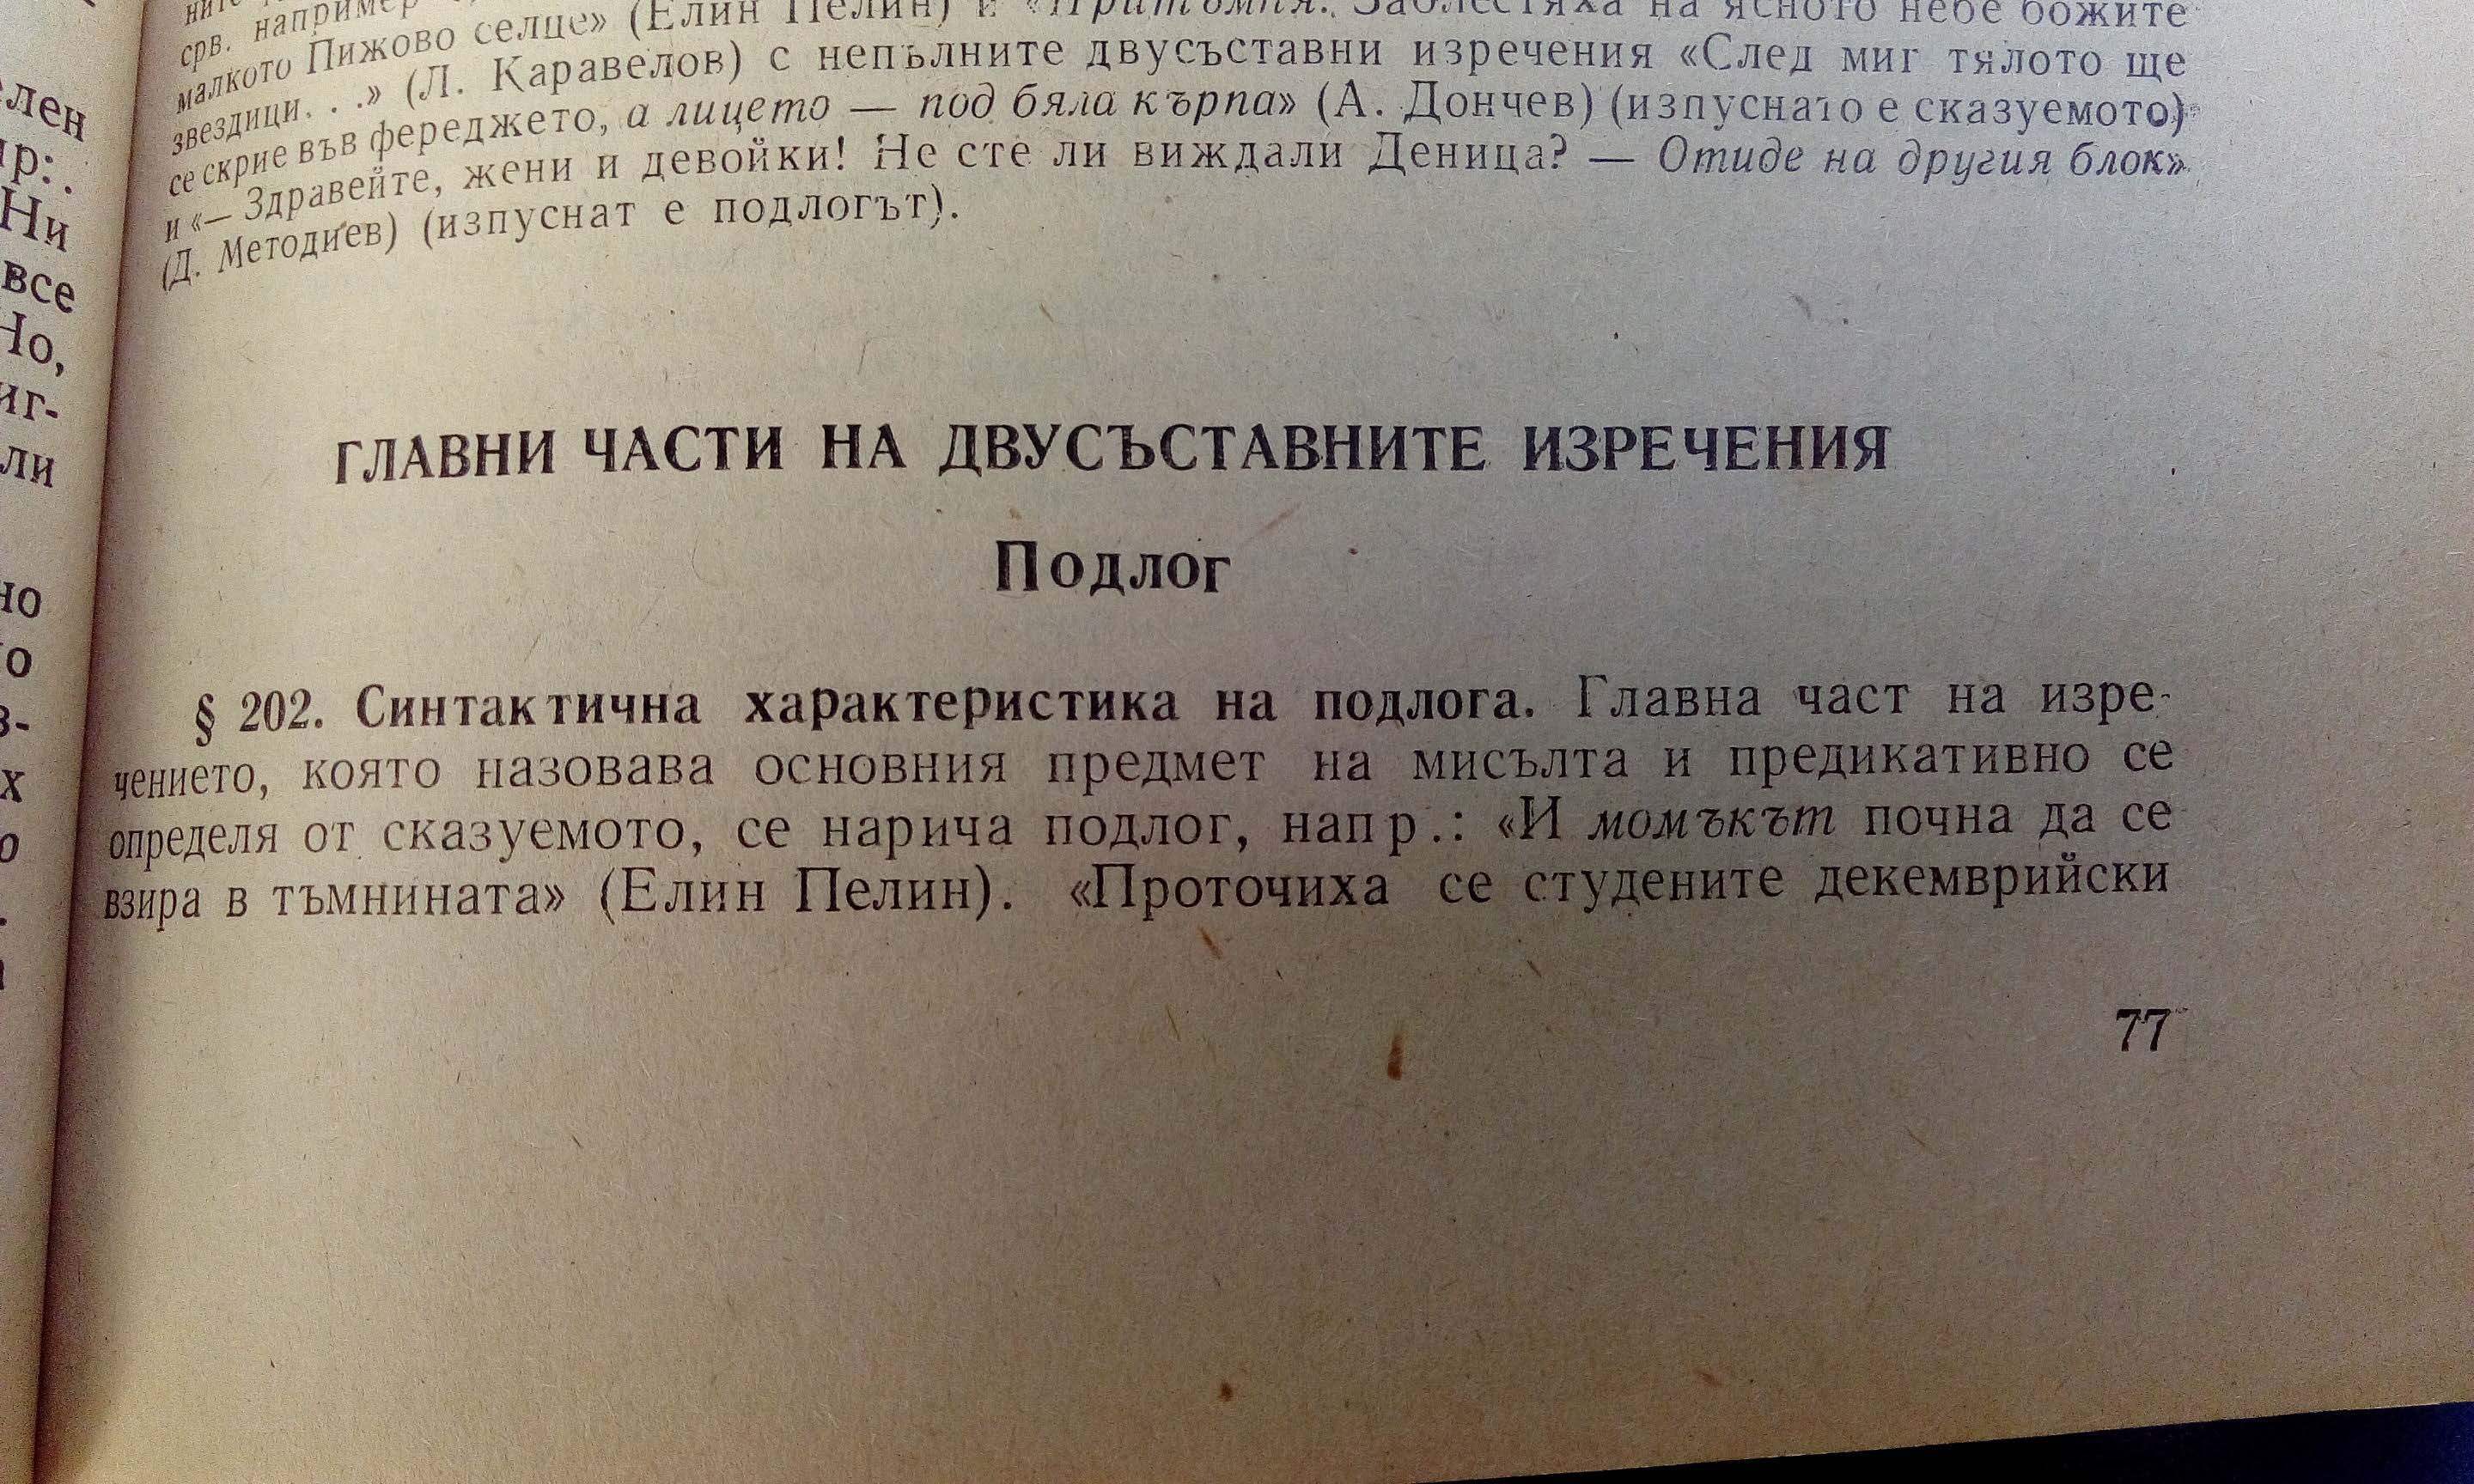 срв. например (Елин Пелин) и «Притъмня. Заблестяха на ясното небе божите
малкото Пижово селце»
звездици. . .» (Л. Каравелов) с непълните двусъставни изречения «След миг тялото ще
се скрие във фереджето, а лицето — под бяла кърпа» (А. Дончев) (изпуснато е сказуемото)
и «— Здравейте, жени и девойки! Не сте ли виждали Деница? — Отиде на другия блок»
(Д. Методиев) (изпуснат е подлогът).
ГЛАВНИ ЧАСТИ НА ДВУСЪСТАВНИТЕ ИЗРЕЧЕНИЯ
Подлог
§ 202. Синтактична характеристика на подлога. Главна част на изре-
чението, която назовава основния предмет на мисълта и предикативно се
определя от сказуемото, се нарича подлог, напр.: «И момъкът почна да се
взира в тъмнината» (Елин Пелин). «Проточиха се студените декемврийски
77